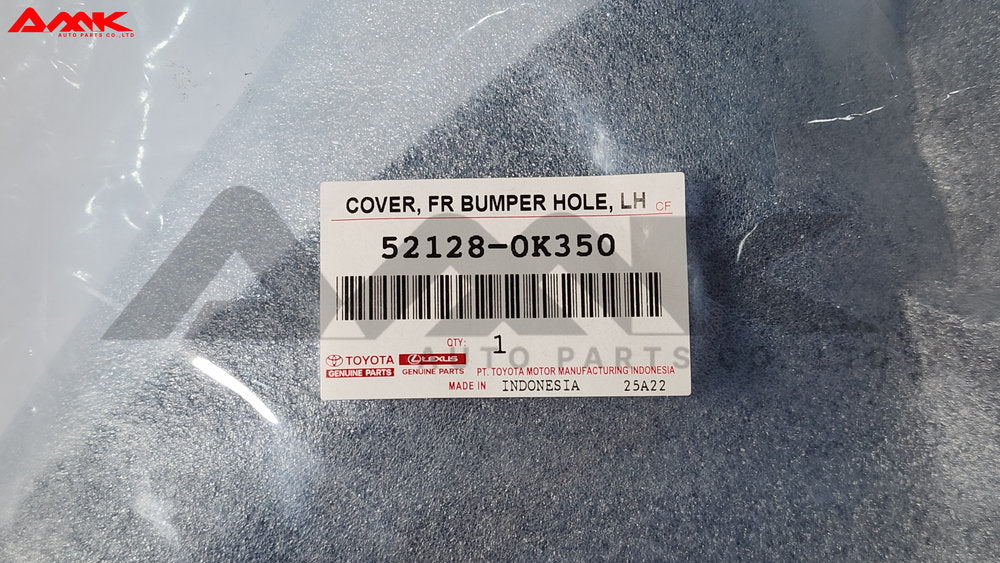 AMK
AUTO PARTS CO.,LTD
COVER, FR BUMPER HOLE, LH CF
52128-0K350
AMK
AUTO PARTS
QTY: 1
TOYOTA LEXUS
GENUINE PARTS GENUINE PARTS PT. TOYOTA MOTOR MANUFACTURING INDONESIA
MADE IN INDONESIA 25A22